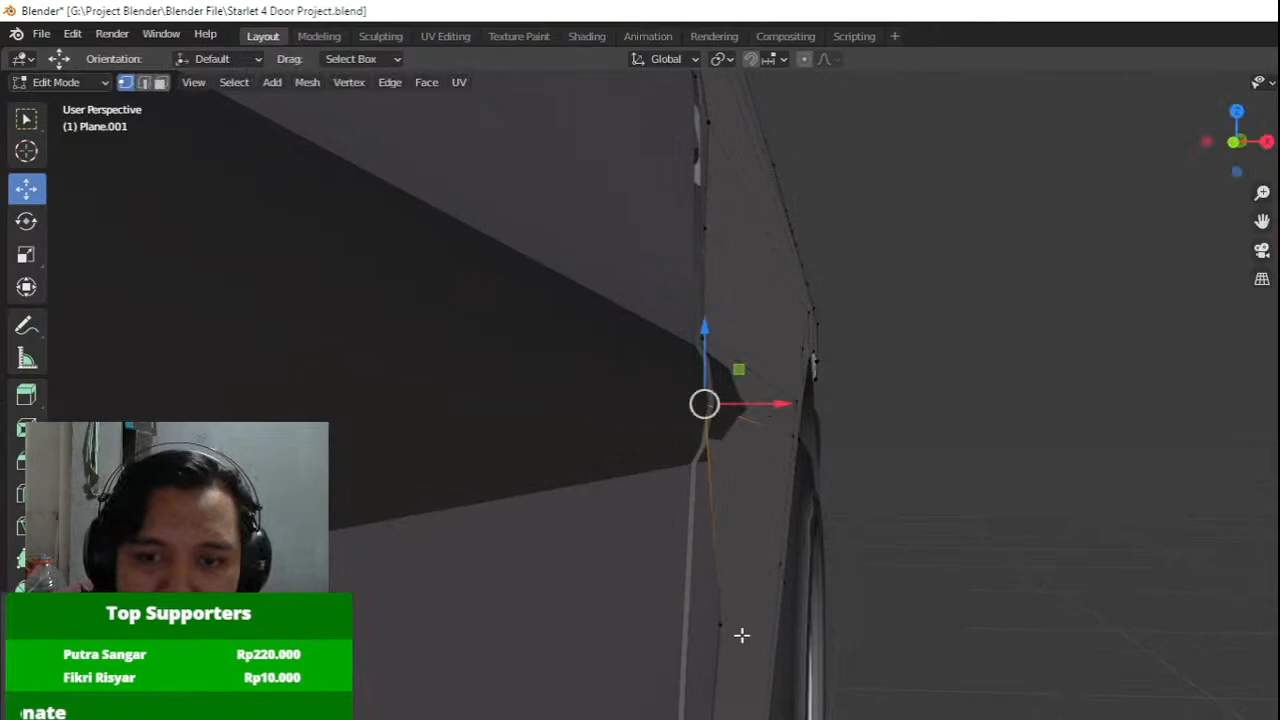 Blender* [G:\Project Blender\Blender File\Starlet 4 Door Project.blend]
File Edit Render Window Help Layout Modeling Sculpting UV Editing Texture Paint Shading Animation Rendering Compositing Scripting +
Orientation: Default Drag: Select Box Global
Edit Mode View Select Add Mesh Vertex Edge Face UV
User Perspective
(1) Plane.001
Z
X
Top Supporters
Putra Sangar Rp220.000
Fikri Risyar Rp10.000
nate